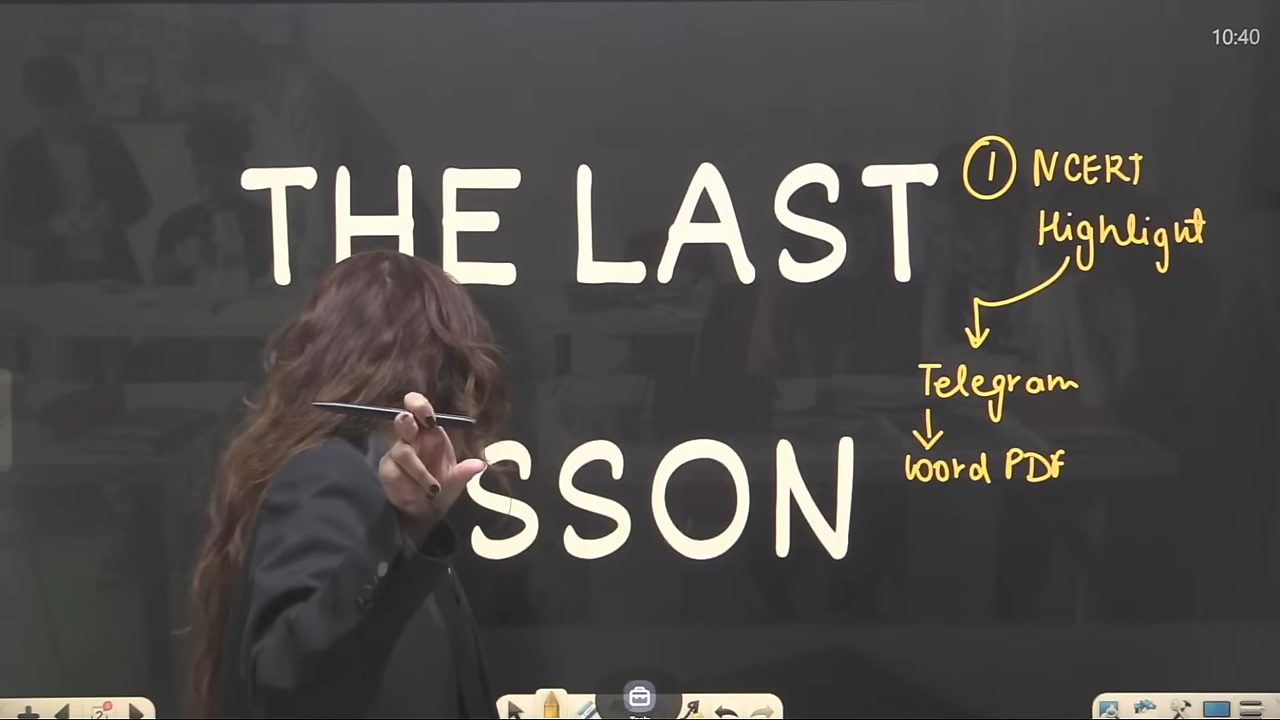 10:40
THE LAST
① NCERT
Highlight
Telegram
Word PDF
SSON